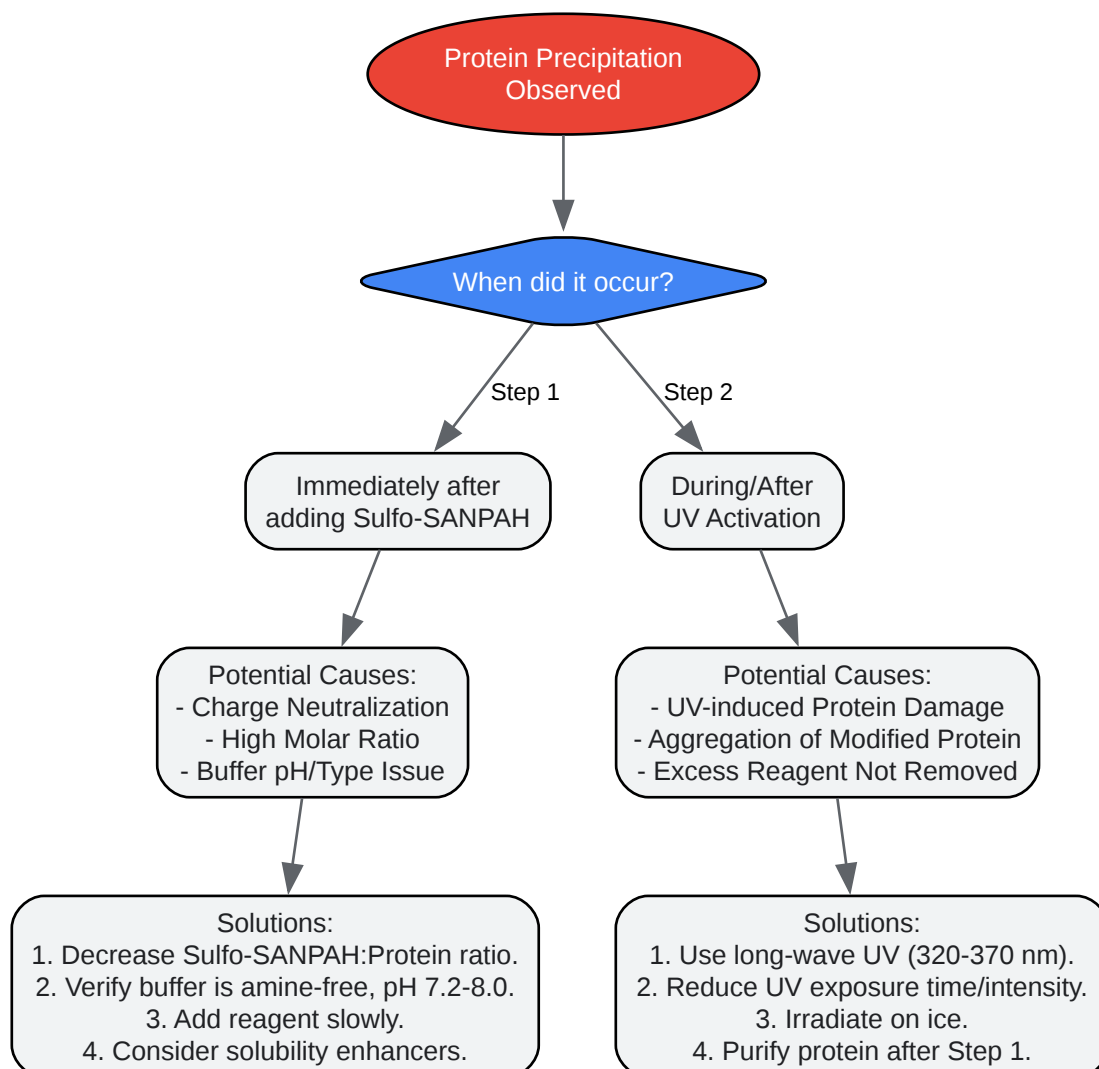 Protein Precipitation
Observed
When did it occur?
Step 1
Step 2
Immediately after
adding Sulfo-SANPAH
During/After
UV Activation
Potential Causes:
- Charge Neutralization
- High Molar Ratio
- Buffer pH/Type Issue
Potential Causes:
- UV-induced Protein Damage
- Aggregation of Modified Protein
- Excess Reagent Not Removed
Solutions:
1. Decrease Sulfo-SANPAH:Protein ratio.
2. Verify buffer is amine-free, pH 7.2-8.0.
3. Add reagent slowly.
4. Consider solubility enhancers.
Solutions:
1. Use long-wave UV (320-370 nm).
2. Reduce UV exposure time/intensity.
3. Irradiate on ice.
4. Purify protein after Step 1.